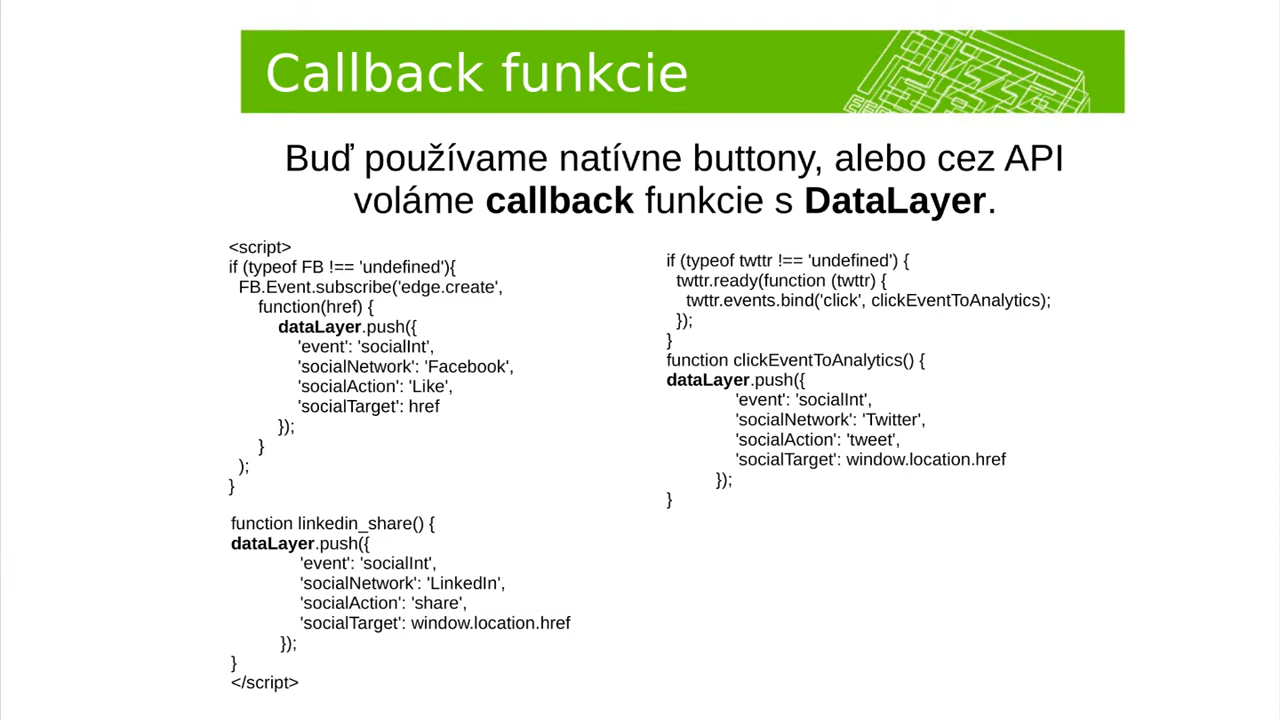 Callback funkcie
Buď používame natívne buttony, alebo cez API
voláme callback funkcie s DataLayer.
<script>
if (typeof FB !== 'undefined'){
FB.Event.subscribe('edge.create',
function(href) {
dataLayer.push({
'event': 'socialInt',
'socialNetwork': 'Facebook',
'socialAction': 'Like',
'socialTarget': href
});
}
);
}
function linkedin_share() {
dataLayer.push({
'event': 'socialInt',
'socialNetwork': 'LinkedIn',
'socialAction': 'share',
'socialTarget': window.location.href
});
}
</script>
if (typeof twttr !== 'undefined') {
twttr.ready(function (twttr) {
twttr.events.bind('click', clickEventToAnalytics);
});
}
function clickEventToAnalytics() {
dataLayer.push({
'event': 'socialInt',
'socialNetwork': 'Twitter',
'socialAction': 'tweet',
'socialTarget': window.location.href
});
}